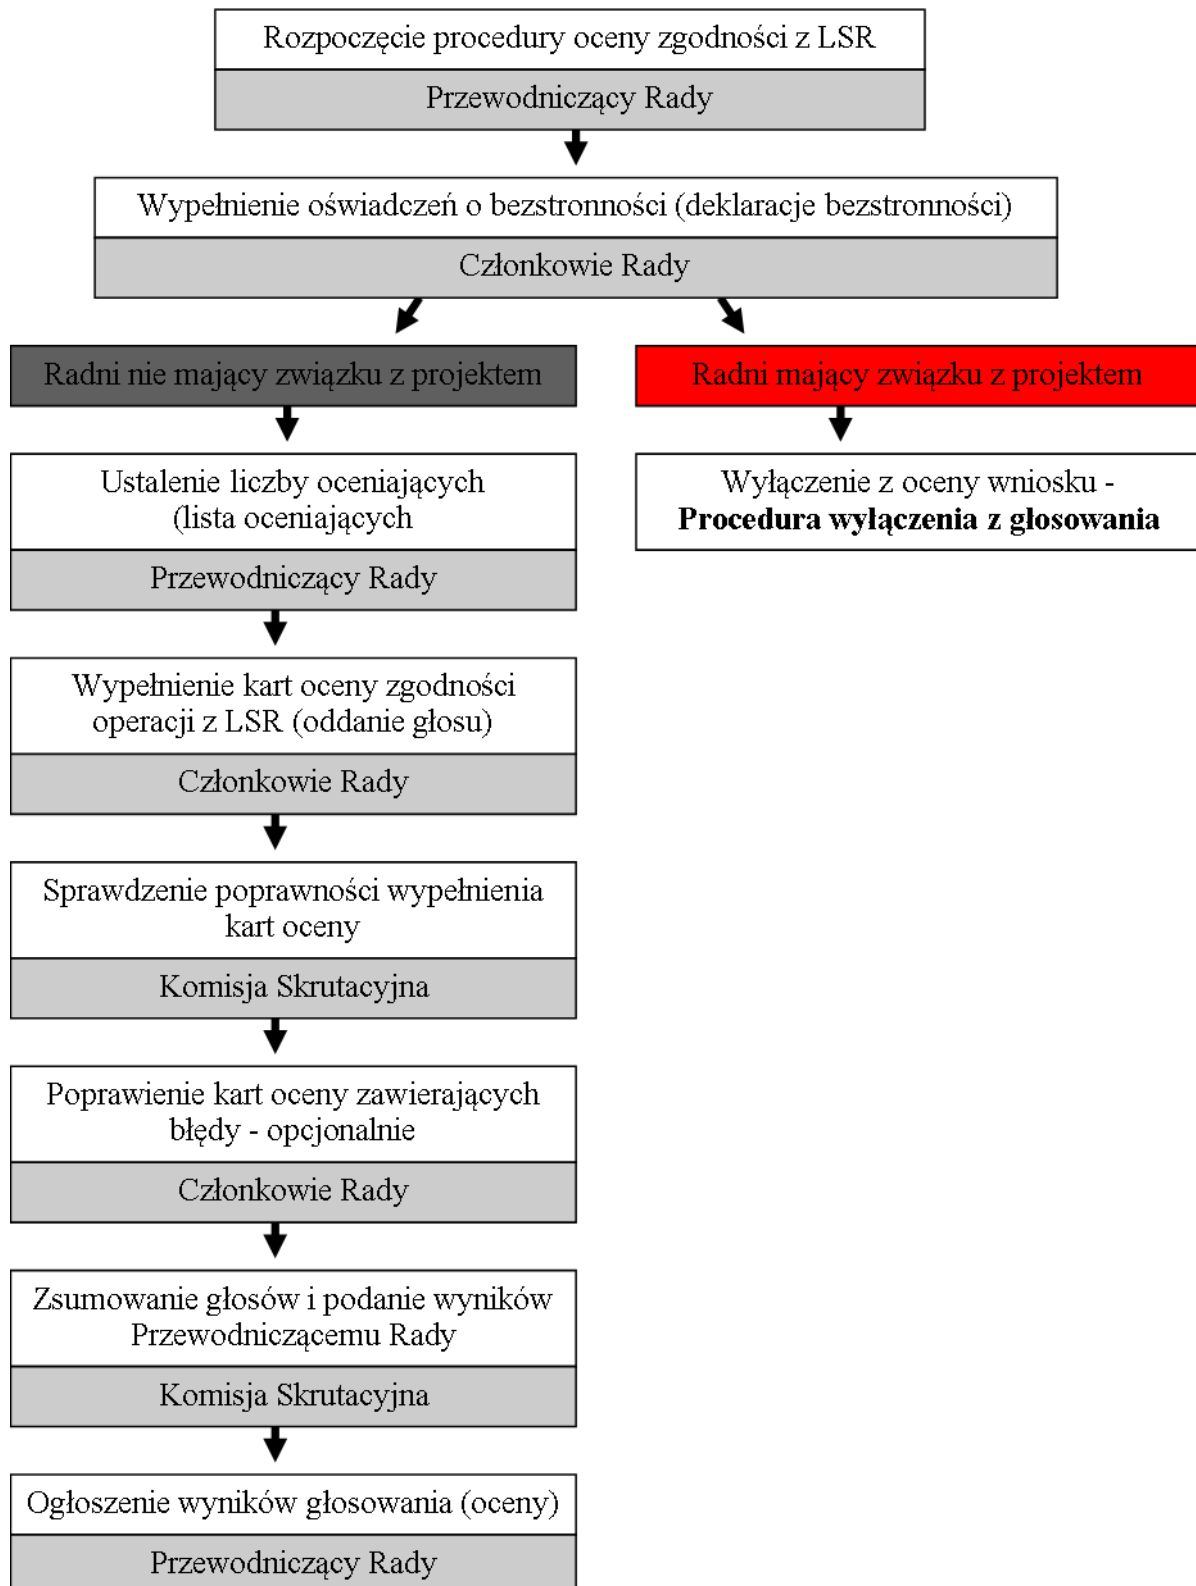 Rozpoczęcie procedury oceny zgodności z LSR
Przewodniczący Rady
Wypełnienie oświadczeń o bezstronności (deklaracje bezstronności)
Członkowie Rady
Radni nie mający związku z projektem
Radni mający związku z projektem
Ustalenie liczby oceniających
(lista oceniających
Przewodniczący Rady
Wyłączenie z oceny wniosku -
Procedura wyłączenia z głosowania
Wypełnienie kart oceny zgodności
operacji z LSR (oddanie głosu)
Członkowie Rady
Sprawdzenie poprawności wypełnienia
kart oceny
Komisja Skrutacyjna
Poprawienie kart oceny zawierających
błędy - opcjonalnie
Członkowie Rady
Zsumowanie głosów i podanie wyników
Przewodniczącemu Rady
Komisja Skrutacyjna
Ogłoszenie wyników głosowania (oceny)
Przewodniczący Rady